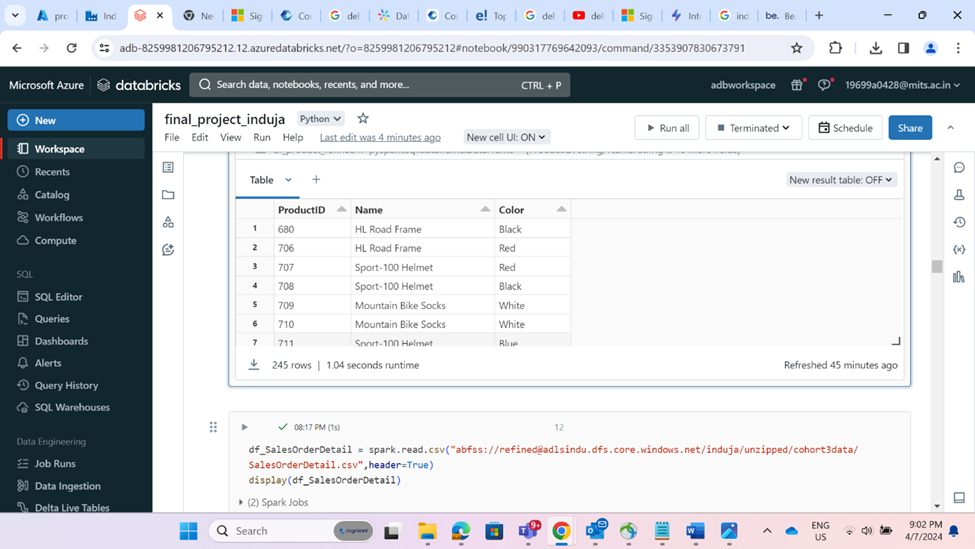 pro
Ind
Nev
Sig
Co
del
Da
Co
Top
del
del
Sig
Int
ind
be. Be.
adb-8259981206795212.12.azuredatabricks.net/?o=8259981206795212#notebook/990317769642093/command/3353907830673791
Microsoft Azure
databricks
Search data, notebooks, recents, and more...
CTRL + P
adbworkspace
19699a0428@mits.ac.in
New
Workspace
Recents
Catalog
Workflows
Compute
SQL
SQL Editor
Queries
Dashboards
Alerts
Query History
SQL Warehouses
Data Engineering
Job Runs
Data Ingestion
Delta Live Tables
final_project_induja
Python
File Edit View Run Help
Last edit was 4 minutes ago
New cell UI: ON
Run all
Terminated
Schedule
Share
Table
+
New result table: OFF
ProductID Name Color
1 680 HL Road Frame Black
2 706 HL Road Frame Red
3 707 Sport-100 Helmet Red
4 708 Sport-100 Helmet Black
5 709 Mountain Bike Socks White
6 710 Mountain Bike Socks White
7 711 Sport-100 Helmet Blue
245 rows | 1.04 seconds runtime
Refreshed 45 minutes ago
08:17 PM (1s)
12
df_SalesOrderDetail = spark.read.csv("abfss://refined@adlsindu.dfs.core.windows.net/induja/unzipped/cohort3data/
SalesOrderDetail.csv",header=True)
display(df_SalesOrderDetail)
(2) Spark Jobs
Search
9+
ENG
US
9:02 PM
4/7/2024